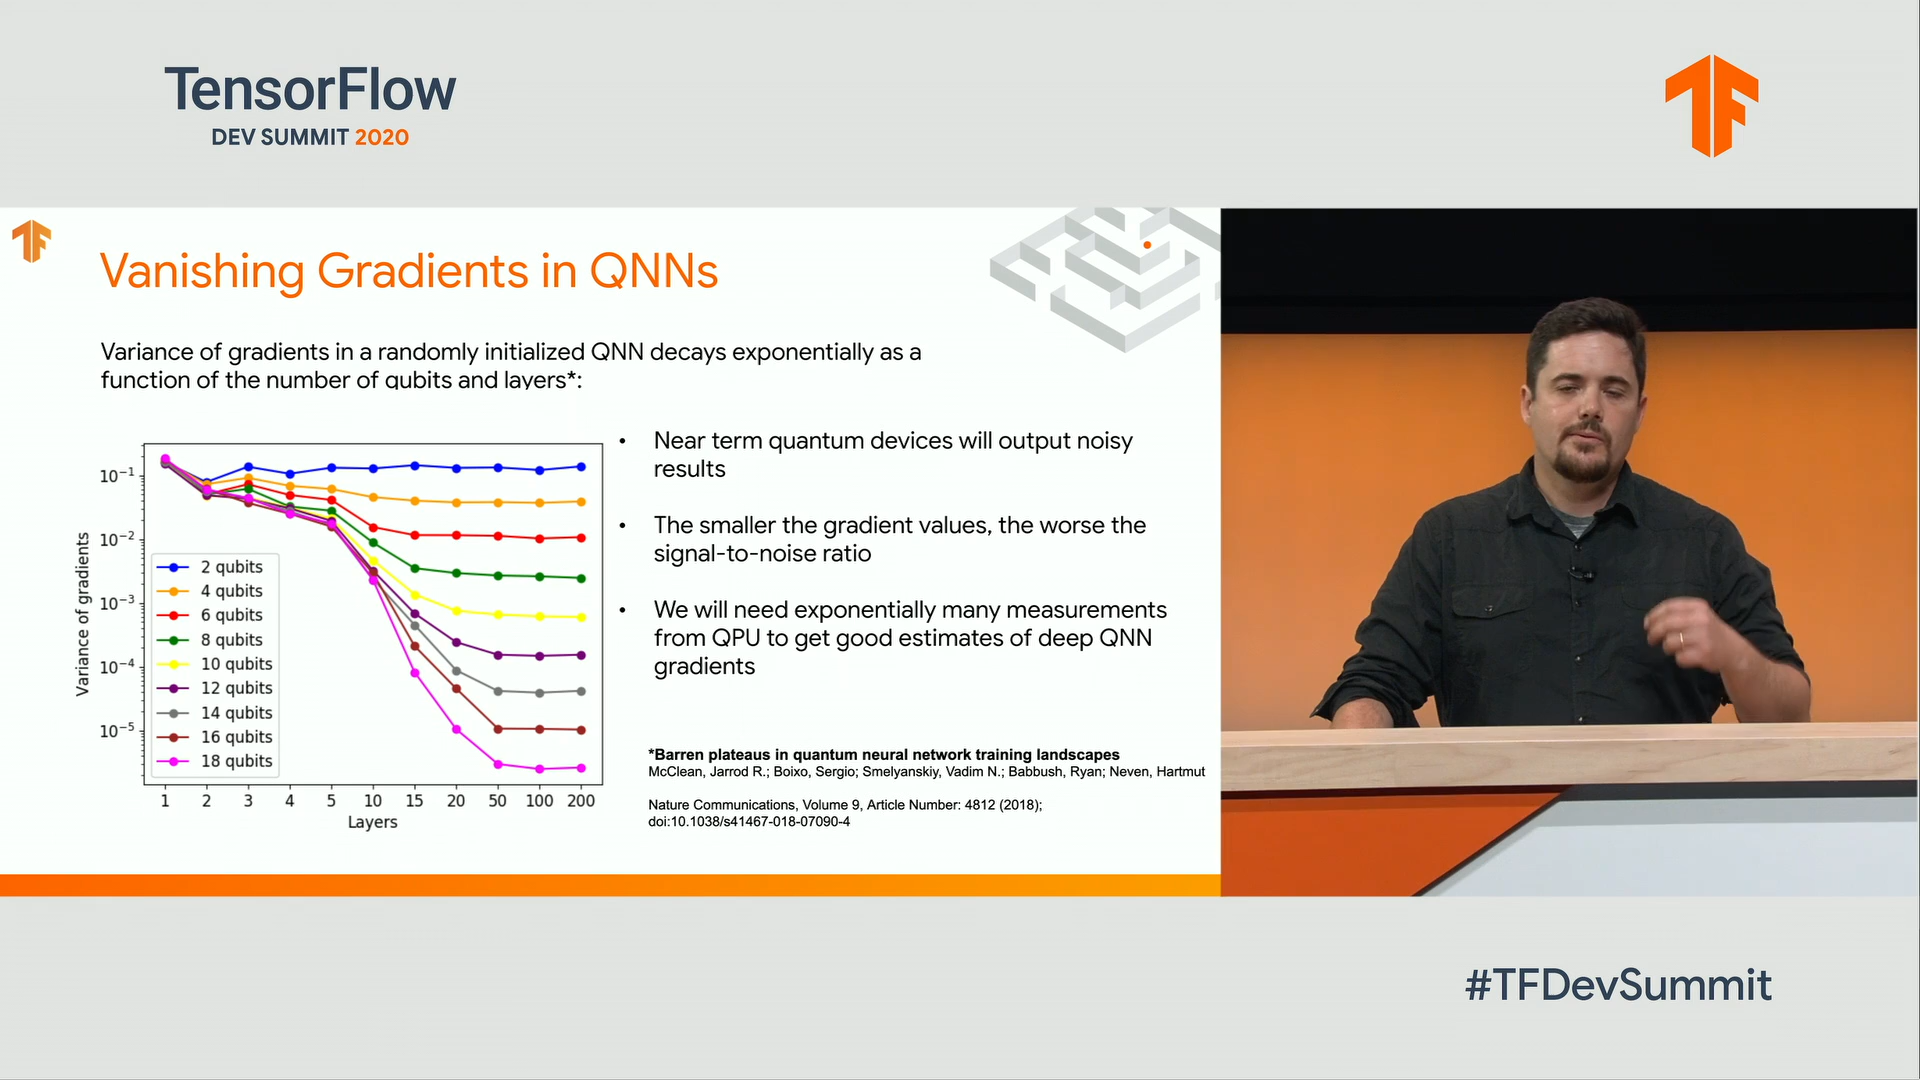 TensorFlow
DEV SUMMIT 2020
Vanishing Gradients in QNNs
Variance of gradients in a randomly initialized QNN decays exponentially as a
function of the number of qubits and layers*:
Variance of gradients
10⁻¹
10⁻²
10⁻³
10⁻⁴
10⁻⁵
2 qubits
4 qubits
6 qubits
8 qubits
10 qubits
12 qubits
14 qubits
16 qubits
18 qubits
1 2 3 4 5 10 15 20 50 100 200
Layers
• Near term quantum devices will output noisy
results
• The smaller the gradient values, the worse the
signal-to-noise ratio
• We will need exponentially many measurements
from QPU to get good estimates of deep QNN
gradients
*Barren plateaus in quantum neural network training landscapes
McClean, Jarrod R.; Boixo, Sergio; Smelyanskiy, Vadim N.; Babbush, Ryan; Neven, Hartmut
Nature Communications, Volume 9, Article Number: 4812 (2018);
doi:10.1038/s41467-018-07090-4
#TFDevSummit